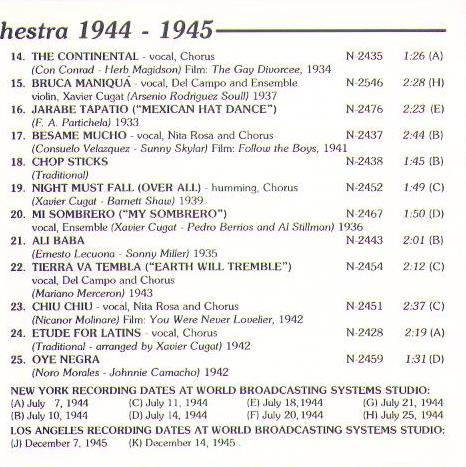 hestra 1944 - 1945
14. THE CONTINENTAL - vocal, Chorus N-2435 1:26 (A)
(Con Conrad - Herb Magidson) Film: The Gay Divorcee, 1934
15. BRUCA MANIQUA - vocal, Del Campo and Ensemble N-2546 2:28 (H)
violin, Xavier Cugat (Arsenio Rodriguez Soull) 1937
16. JARABE TAPATIO ("MEXICAN HAT DANCE") N-2476 2:23 (E)
(F. A. Partichela) 1933
17. BESAME MUCHO - vocal, Nita Rosa and Chorus N-2437 2:44 (B)
(Consuelo Velazquez - Sunny Skylar) Film: Follow the Boys, 1941
18. CHOP STICKS N-2438 1:45 (B)
(Traditional)
19. NIGHT MUST FALL (OVER ALL) - humming, Chorus N-2452 1:49 (C)
(Xavier Cugat - Barnett Shaw) 1939
20. MI SOMBRERO ("MY SOMBRERO") N-2467 1:50 (D)
vocal, Ensemble (Xavier Cugat - Pedro Berrios and Al Stillman) 1936
21. ALI BABA N-2443 2:01 (B)
(Ernesto Lecuona - Sonny Miller) 1935
22. TIERRA VA TEMBLA ("EARTH WILL TREMBLE") N-2454 2:12 (C)
vocal, Del Campo and Chorus
(Mariano Merceron) 1943
23. CHIU CHIU - vocal, Nita Rosa and Chorus N-2451 2:37 (C)
(Nicanor Molinare) Film: You Were Never Lovelier, 1942
24. ETUDE FOR LATINS - vocal, Chorus N-2428 2:19 (A)
(Traditional - arranged by Xavier Cugat) 1942
25. OYE NEGRA N-2459 1:31 (D)
(Noro Morales - Johnnie Camacho) 1942
NEW YORK RECORDING DATES AT WORLD BROADCASTING SYSTEMS STUDIO:
(A) July 7, 1944 (C) July 11, 1944 (E) July 18, 1944 (G) July 21, 1944
(B) July 10, 1944 (D) July 14, 1944 (F) July 20, 1944 (H) July 25, 1944
LOS ANGELES RECORDING DATES AT WORLD BROADCASTING SYSTEMS STUDIO:
(J) December 7, 1945 (K) December 14, 1945